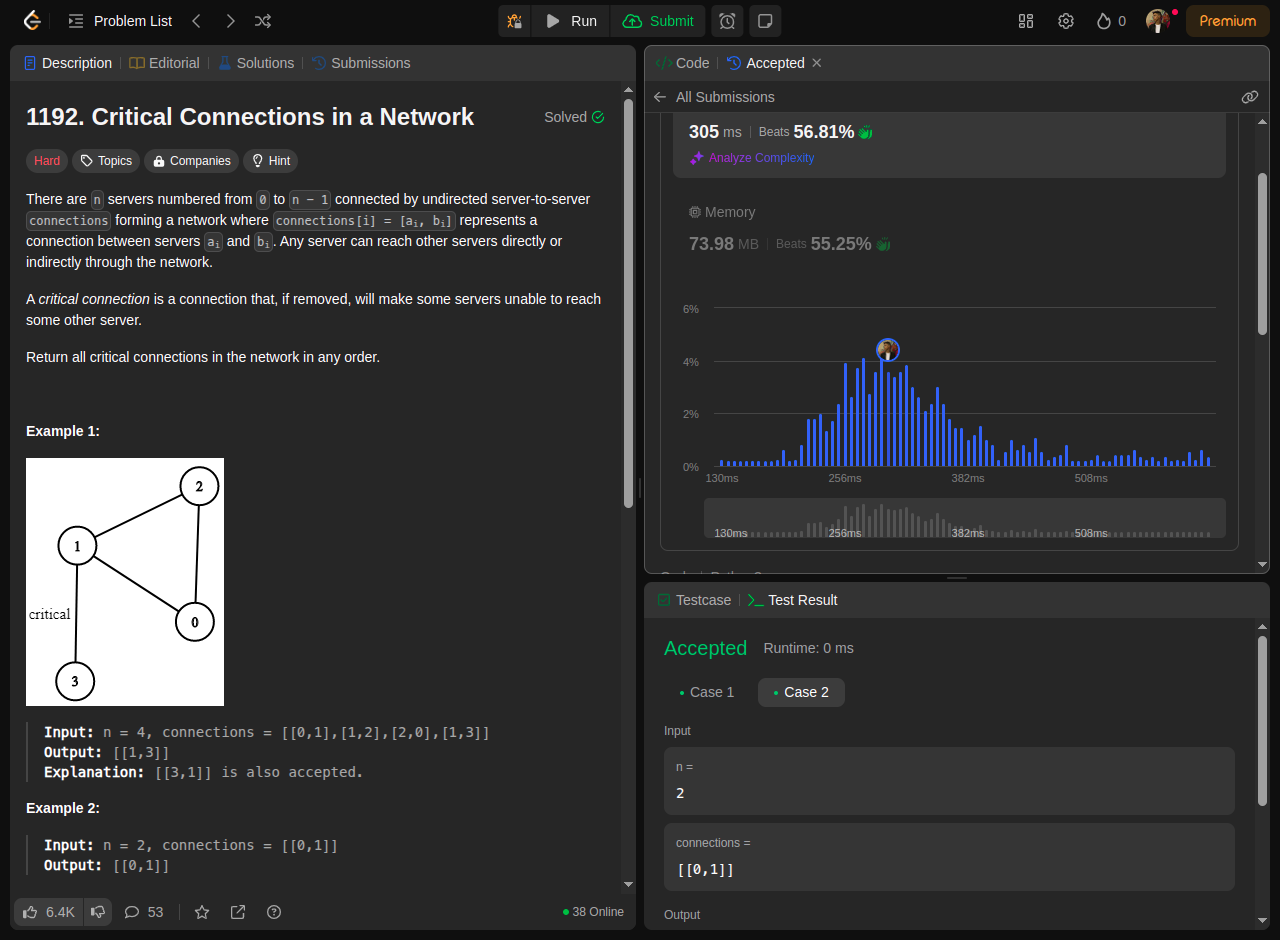 Problem List
Run
Submit
0
Premium
Description
Editorial
Solutions
Submissions
1192. Critical Connections in a Network
Solved
Hard
Topics
Companies
Hint
There are n servers numbered from 0 to n − 1 connected by undirected server-to-server
connections forming a network where connections[i] = [ai, bi] represents a
connection between servers ai and bi. Any server can reach other servers directly or
indirectly through the network.
A critical connection is a connection that, if removed, will make some servers unable to reach
some other server.
Return all critical connections in the network in any order.
Example 1:
2
1
critical
0
3
Input: n = 4, connections = [[0,1],[1,2],[2,0],[1,3]]
Output: [[1,3]]
Explanation: [[3,1]] is also accepted.
Example 2:
Input: n = 2, connections = [[0,1]]
Output: [[0,1]]
6.4K
53
38 Online
Code
Accepted
All Submissions
305 ms
Beats 56.81%
Analyze Complexity
Memory
73.98 MB
Beats 55.25%
6%
4%
2%
0%
130ms
256ms
382ms
508ms
130ms
256ms
382ms
508ms
Testcase
Test Result
Accepted
Runtime: 0 ms
Case 1
Case 2
Input
n =
2
connections =
[[0,1]]
Output